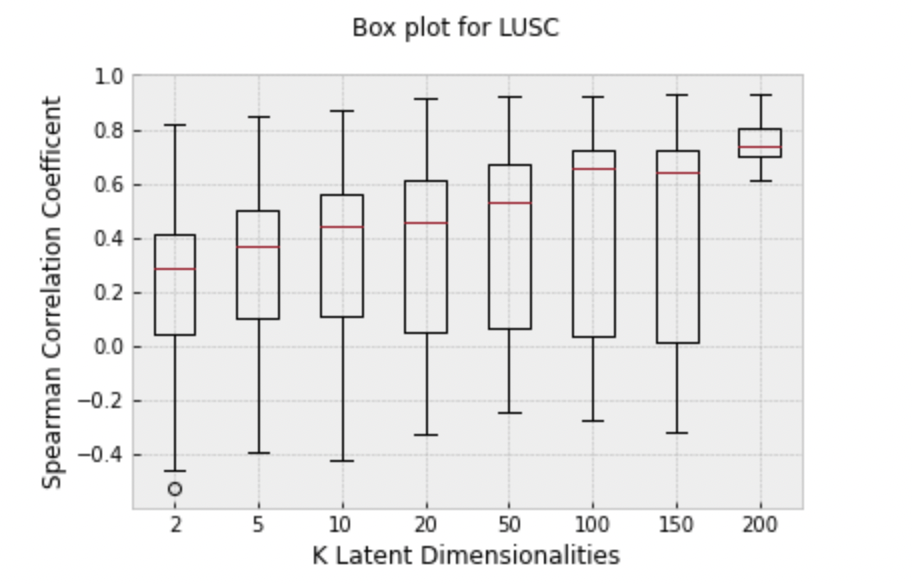 Box plot for LUSC
Spearman Correlation Coefficent
1.0
0.8
0.6
0.4
0.2
0.0
−0.2
−0.4
2 5 10 20 50 100 150 200
K Latent Dimensionalities